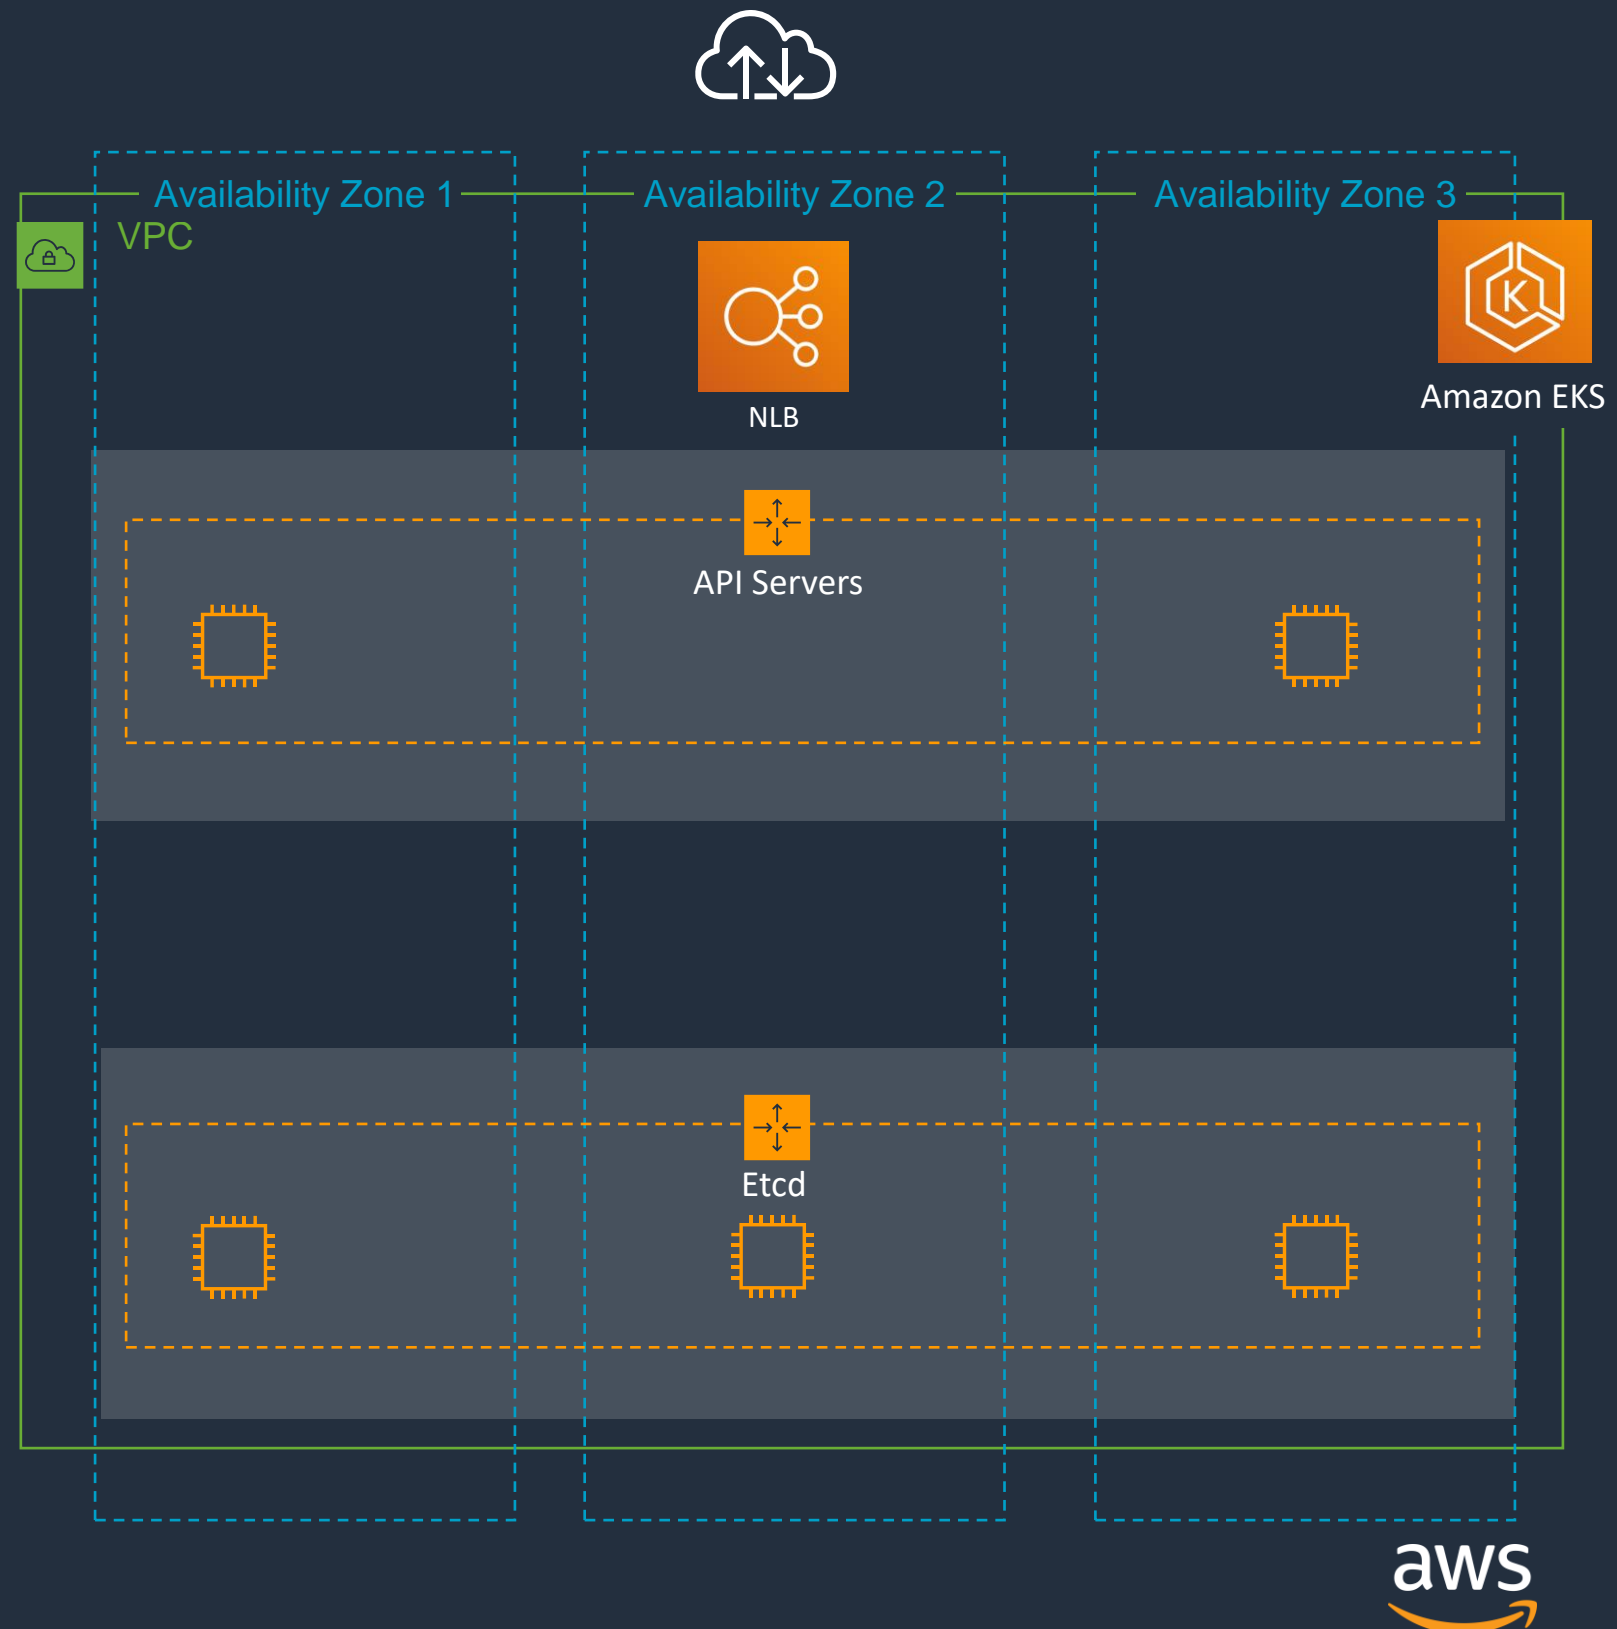 Availability Zone 1
Availability Zone 2
Availability Zone 3
VPC
K
NLB
Amazon EKS
API Servers
Etcd
aws